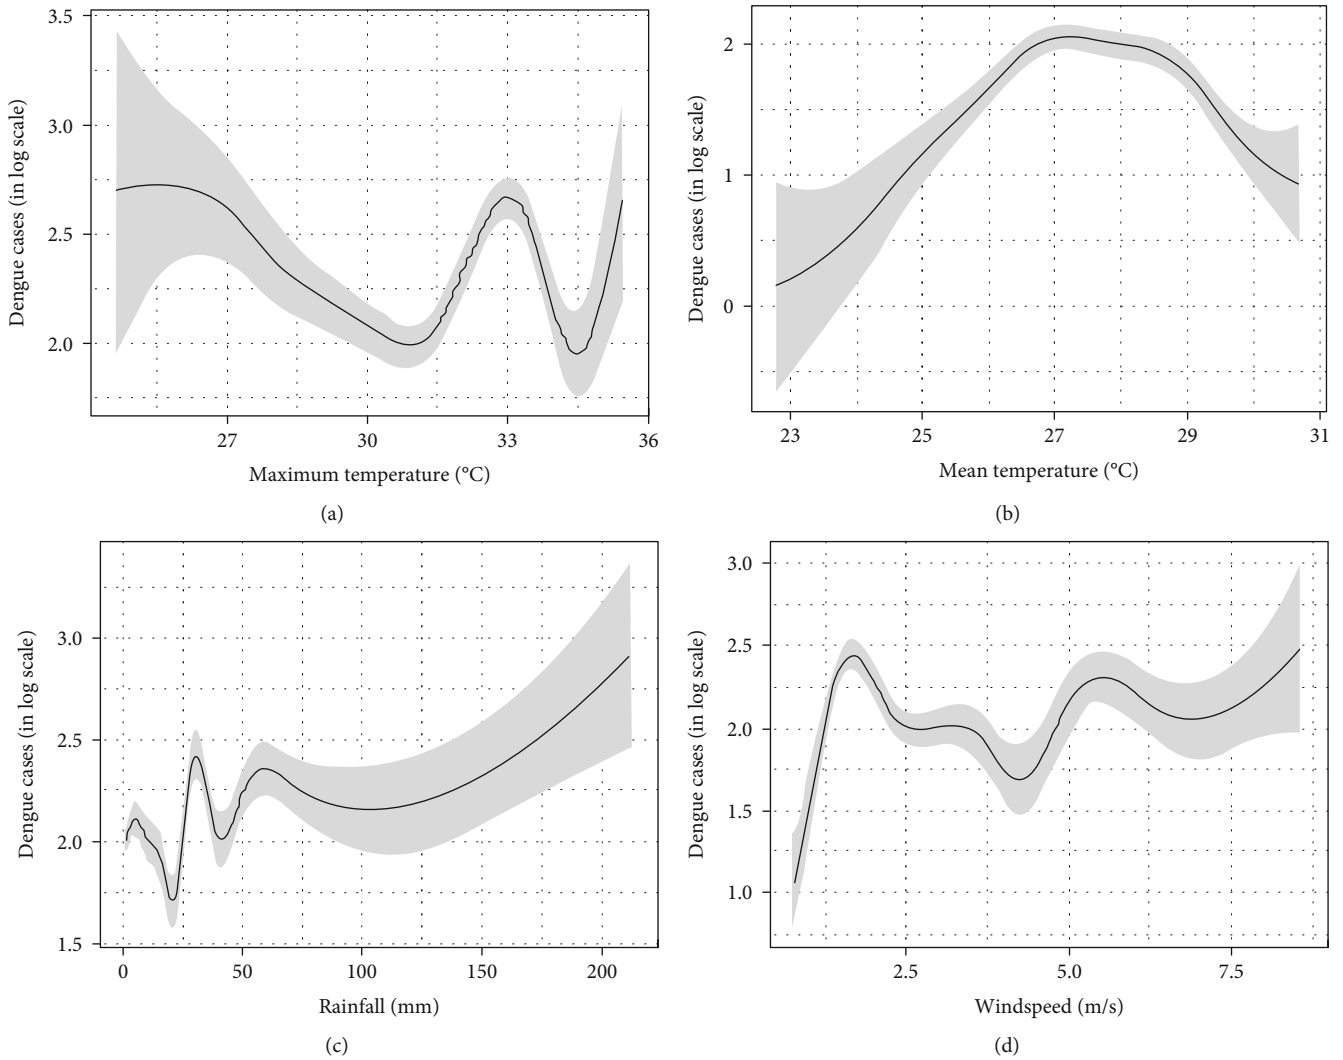 3.5
3.0
2.5
2.0
Dengue cases (in log scale)
27
30
33
36
Maximum temperature (°C)
(a)
2
1
0
Dengue cases (in log scale)
23
25
27
29
31
Mean temperature (°C)
(b)
3.0
2.5
2.0
1.5
Dengue cases (in log scale)
0
50
100
150
200
Rainfall (mm)
(c)
3.0
2.5
2.0
1.5
1.0
Dengue cases (in log scale)
2.5
5.0
7.5
Windspeed (m/s)
(d)